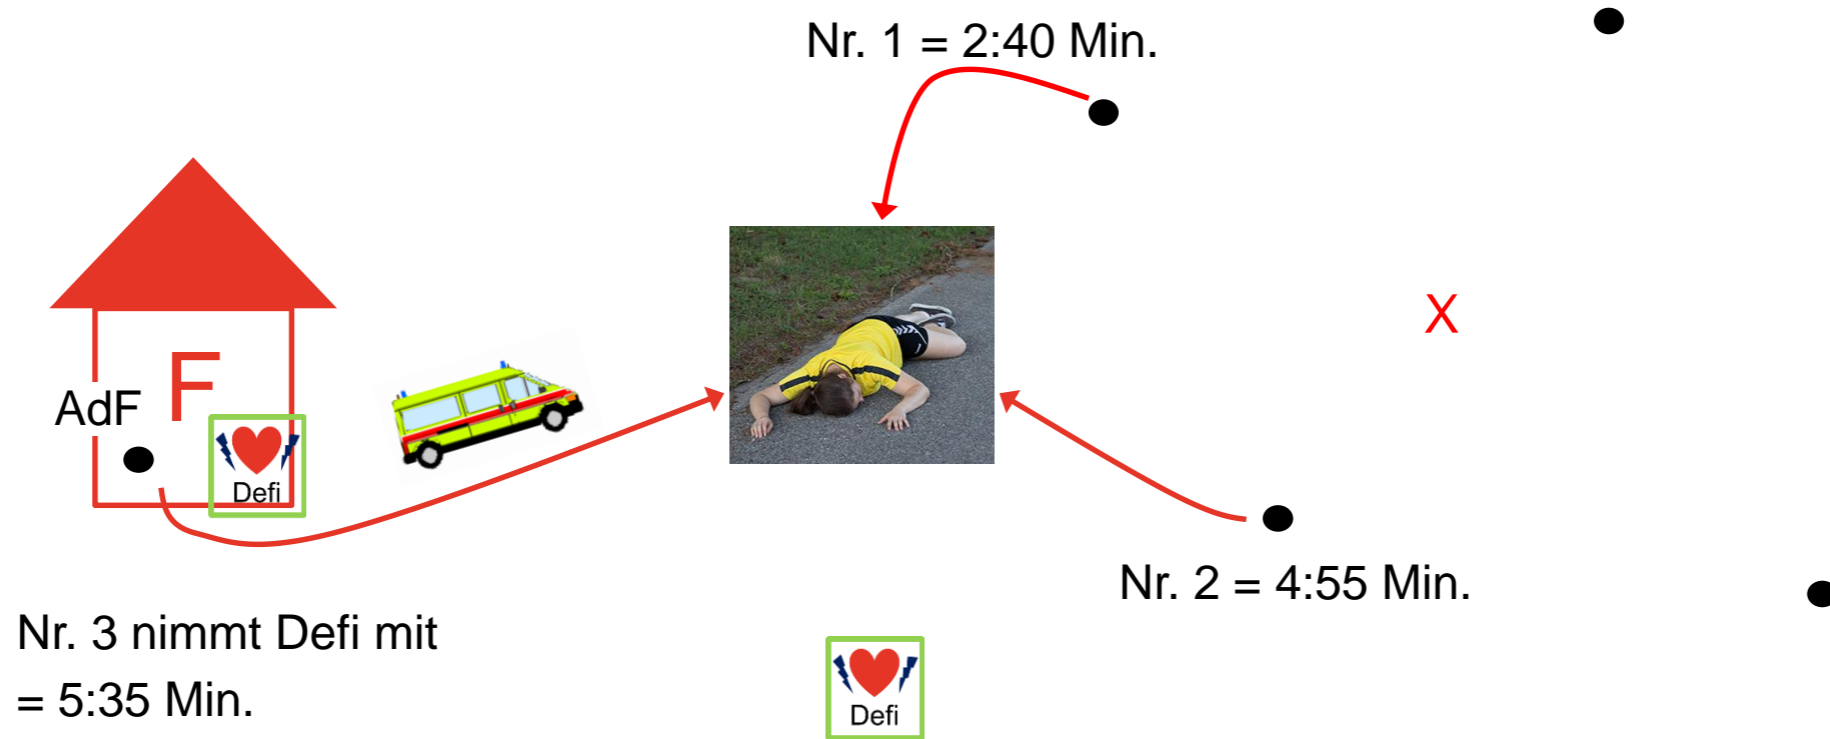 Nr. 1 = 2:40 Min.
X
F
AdF
Defi
Nr. 2 = 4:55 Min.
Nr. 3 nimmt Defi mit
= 5:35 Min.
Defi